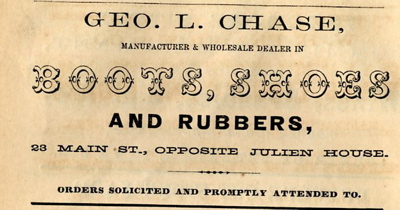 GEO. L. CHASE,
MANUFACTURER & WHOLESALE DEALER IN
BOOTS, SHOES
AND RUBBERS,
23 MAIN ST., OPPOSITE JULIEN HOUSE.
ORDERS SOLICITED AND PROMPTLY ATTENDED TO.